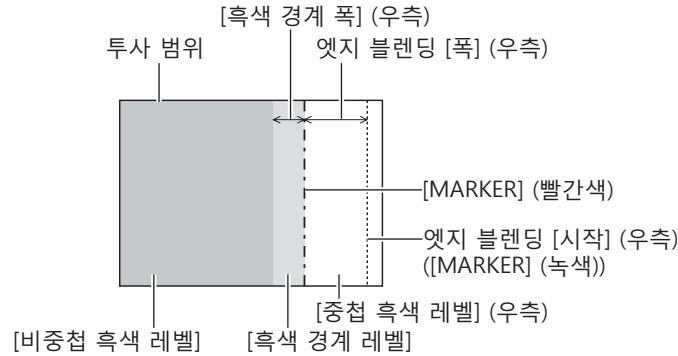 [흑색 경계 폭] (우측)
투사 범위
엣지 블렌딩 [폭] (우측)
[MARKER] (빨간색)
엣지 블렌딩 [시작] (우측)
([MARKER] (녹색))
[중첩 흑색 레벨] (우측)
[비중첩 흑색 레벨]
[흑색 경계 레벨]